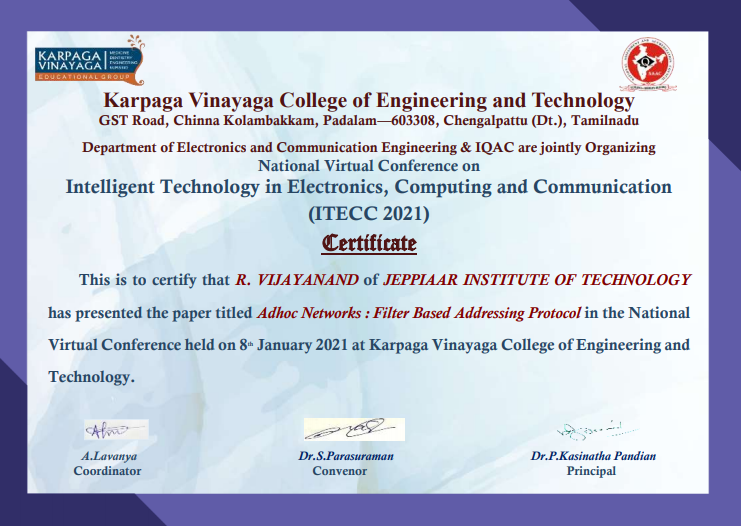 KARPAGA
VINAYAGA
MEDICINE
DENTISTRY
ENGINEERING
NURSING
EDUCATIONAL GROUP
NAAC
Karpaga Vinayaga College of Engineering and Technology
GST Road, Chinna Kolambakkam, Padalam—603308, Chengalpattu (Dt.), Tamilnadu
Department of Electronics and Communication Engineering & IQAC are jointly Organizing
National Virtual Conference on
Intelligent Technology in Electronics, Computing and Communication
(ITECC 2021)
Certificate
This is to certify that R. VIJAYANAND of JEPPIAAR INSTITUTE OF TECHNOLOGY
has presented the paper titled Adhoc Networks : Filter Based Addressing Protocol in the National
Virtual Conference held on 8th January 2021 at Karpaga Vinayaga College of Engineering and
Technology.
A.Lavanya Dr.S.Parasuraman Dr.P.Kasinatha Pandian
Coordinator Convenor Principal